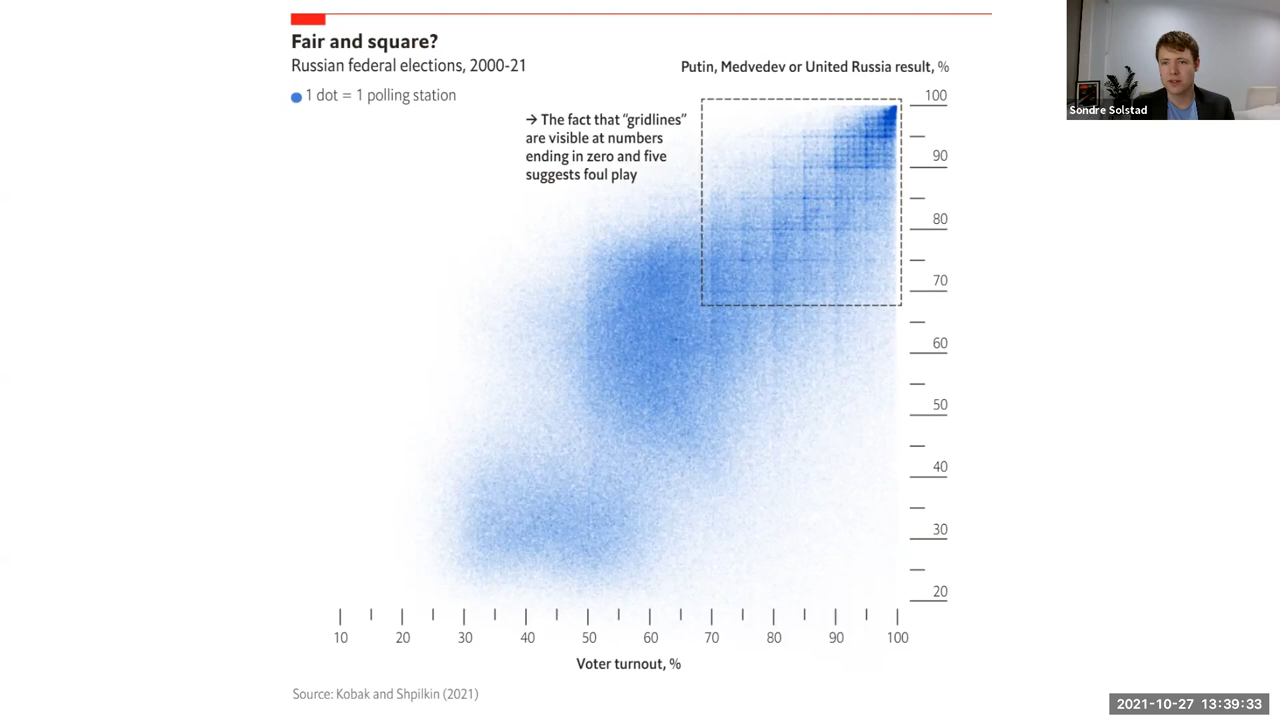 Fair and square?
Russian federal elections, 2000-21
Putin, Medvedev or United Russia result, %
1 dot = 1 polling station
→ The fact that “gridlines”
are visible at numbers
ending in zero and five
suggests foul play
100
90
80
70
60
50
40
30
20
10 20 30 40 50 60 70 80 90 100
Voter turnout, %
Source: Kobak and Shpilkin (2021)
Sondre Solstad
2021-10-27 13:39:33